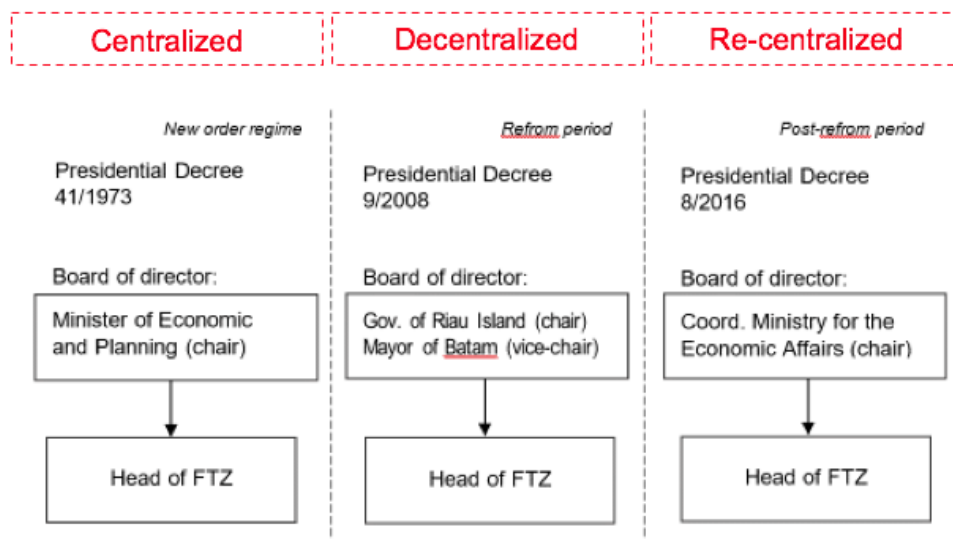 Centralized
Decentralized
Re-centralized
New order regime
Presidential Decree
41/1973
Board of director:
Minister of Economic
and Planning (chair)
Head of FTZ
Refrom period
Presidential Decree
9/2008
Board of director:
Gov. of Riau Island (chair)
Mayor of Batam (vice-chair)
Head of FTZ
Post-refrom period
Presidential Decree
8/2016
Board of director:
Coord. Ministry for the
Economic Affairs (chair)
Head of FTZ